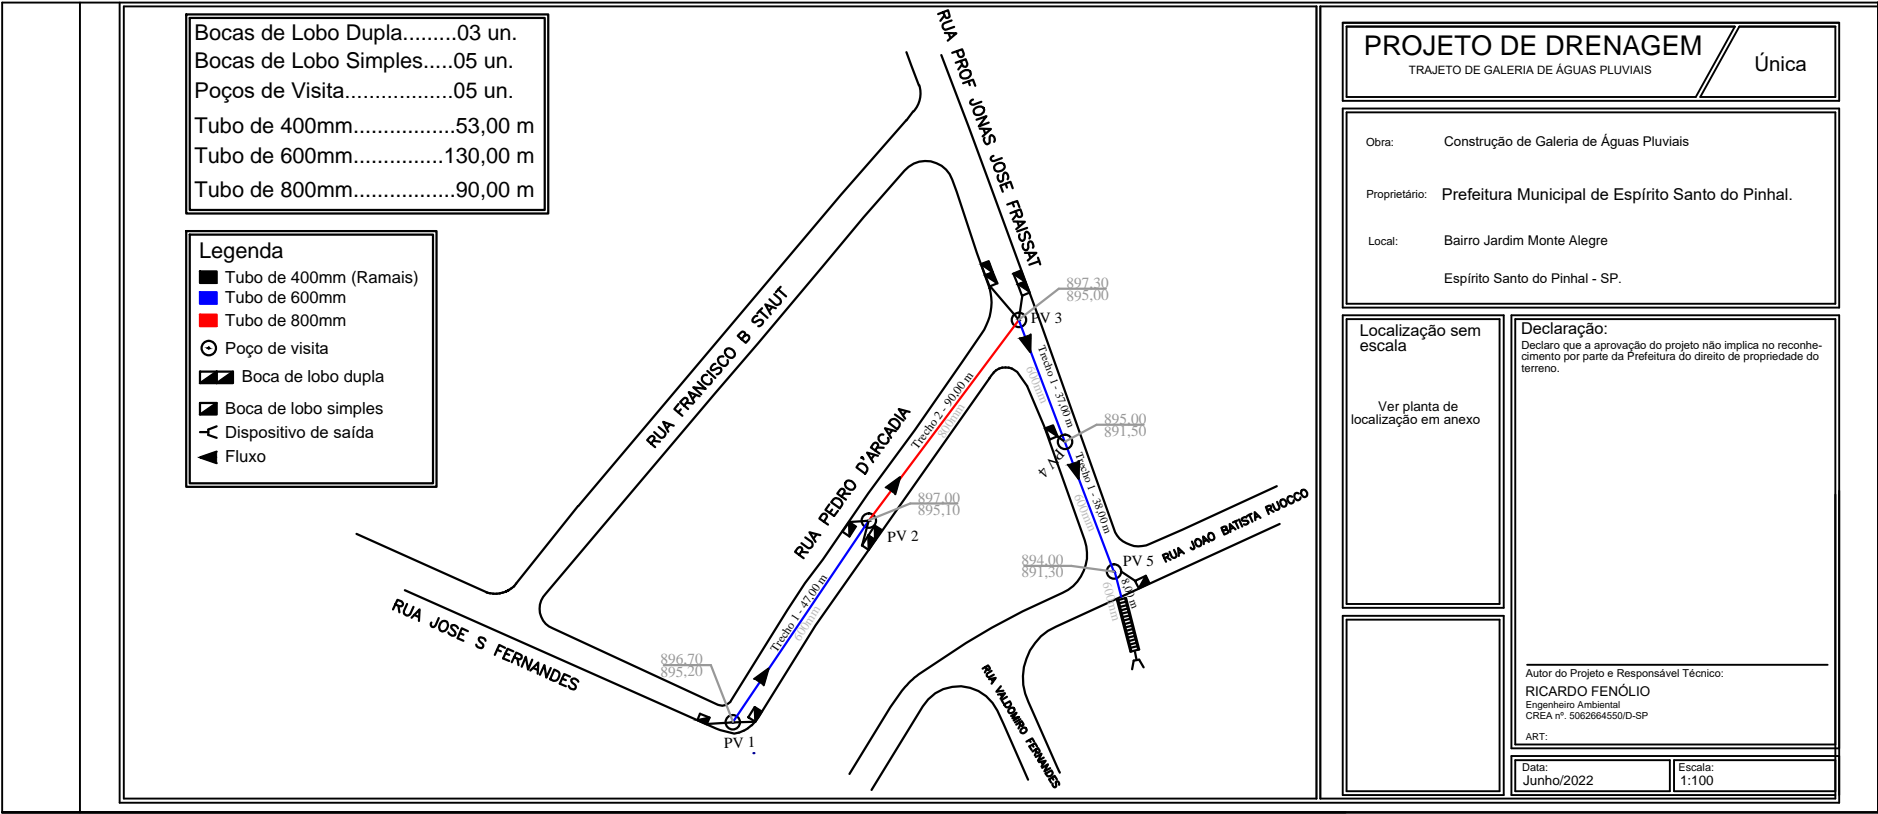 Bocas de Lobo Dupla.........03 un.
Bocas de Lobo Simples.....05 un.
Poços de Visita..................05 un.
Tubo de 400mm.................53,00 m
Tubo de 600mm...............130,00 m
Tubo de 800mm.................90,00 m
Legenda
Tubo de 400mm (Ramais)
Tubo de 600mm
Tubo de 800mm
Poço de visita
Boca de lobo dupla
Boca de lobo simples
Dispositivo de saída
Fluxo
RUA PROF JONAS JOSE FRAISSAT
RUA FRANCISCO B STAUT
RUA PEDRO D'ARCADIA
RUA JOSE S FERNANDES
RUA JOAO BATISTA RUOCCO
RUA VALDOMIRO FERNANDES
897,30
895,00
PV 3
Trecho 1 - 37,00 m
600mm
895,00
891,50
PV 4
Trecho 1 - 38,00 m
600mm
Trecho 2 - 90,00 m
800mm
897,00
895,10
PV 2
894,00
891,30
PV 5
8,00 m
600mm
Trecho 1 - 47,00 m
600mm
896,70
895,20
PV 1
PROJETO DE DRENAGEM
TRAJETO DE GALERIA DE ÁGUAS PLUVIAIS
Única
Obra: Construção de Galeria de Águas Pluviais
Proprietário: Prefeitura Municipal de Espírito Santo do Pinhal.
Local: Bairro Jardim Monte Alegre
Espírito Santo do Pinhal - SP.
Localização sem
escala
Ver planta de
localização em anexo
Declaração:
Declaro que a aprovação do projeto não implica no reconhe-
cimento por parte da Prefeitura do direito de propriedade do
terreno.
Autor do Projeto e Responsável Técnico:
RICARDO FENÓLIO
Engenheiro Ambiental
CREA nº. 5062664550/D-SP
ART:
Data:
Junho/2022
Escala:
1:100